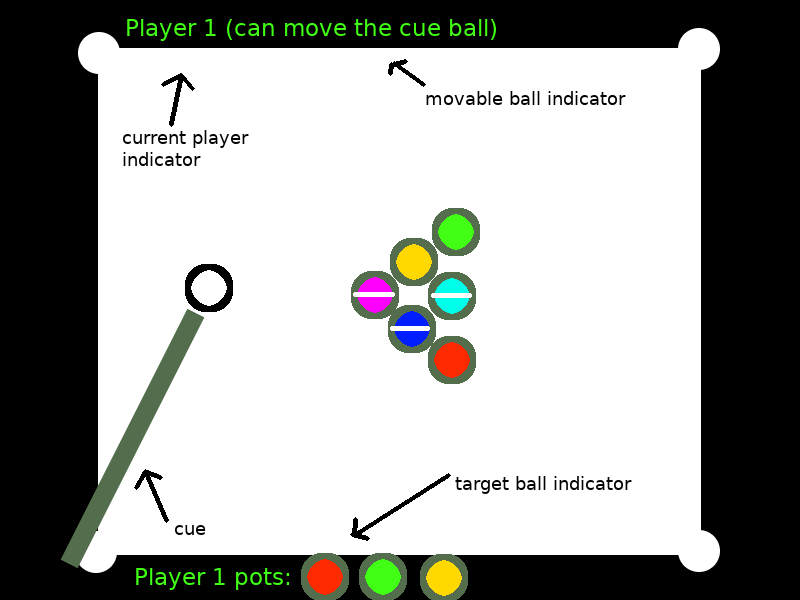 Player 1 (can move the cue ball)
movable ball indicator
current player
indicator
target ball indicator
cue
Player 1 pots: